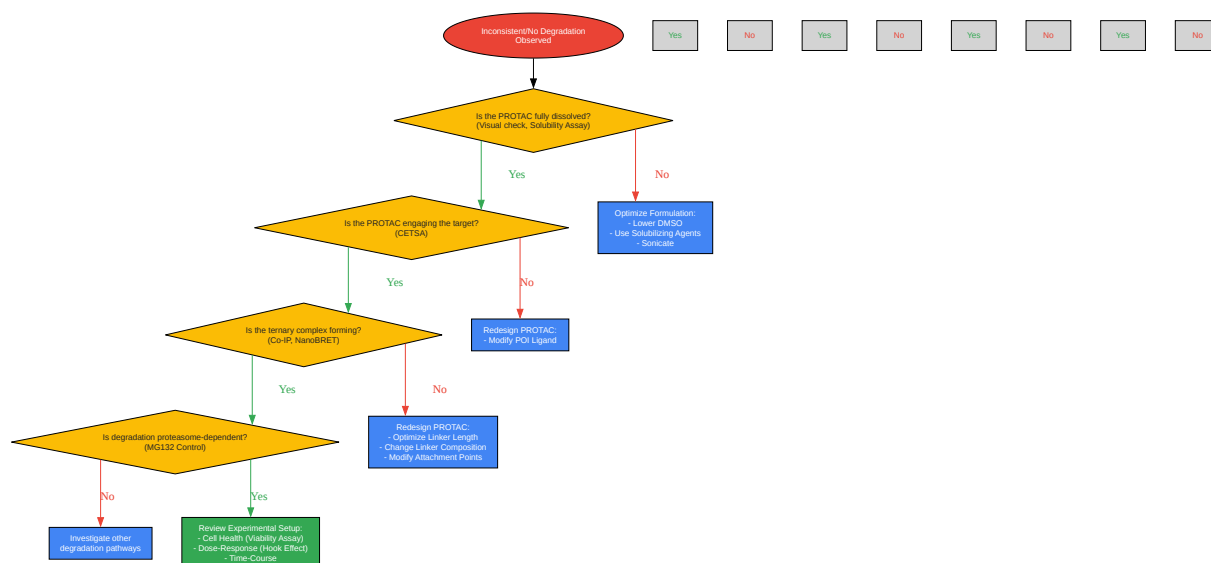 Inconsistent/No Degradation
Observed
Yes
No
Yes
No
Yes
No
Yes
No
Is the PROTAC fully dissolved?
(Visual check, Solubility Assay)
Yes
No
Optimize Formulation:
- Lower DMSO
- Use Solubilizing Agents
- Sonicate
Is the PROTAC engaging the target?
(CETSA)
Yes
No
Redesign PROTAC:
- Modify POI Ligand
Is the ternary complex forming?
(Co-IP, NanoBRET)
Yes
No
Redesign PROTAC:
- Optimize Linker Length
- Change Linker Composition
- Modify Attachment Points
Is degradation proteasome-dependent?
(MG132 Control)
No
Yes
Investigate other
degradation pathways
Review Experimental Setup:
- Cell Health (Viability Assay)
- Dose-Response (Hook Effect)
- Time-Course